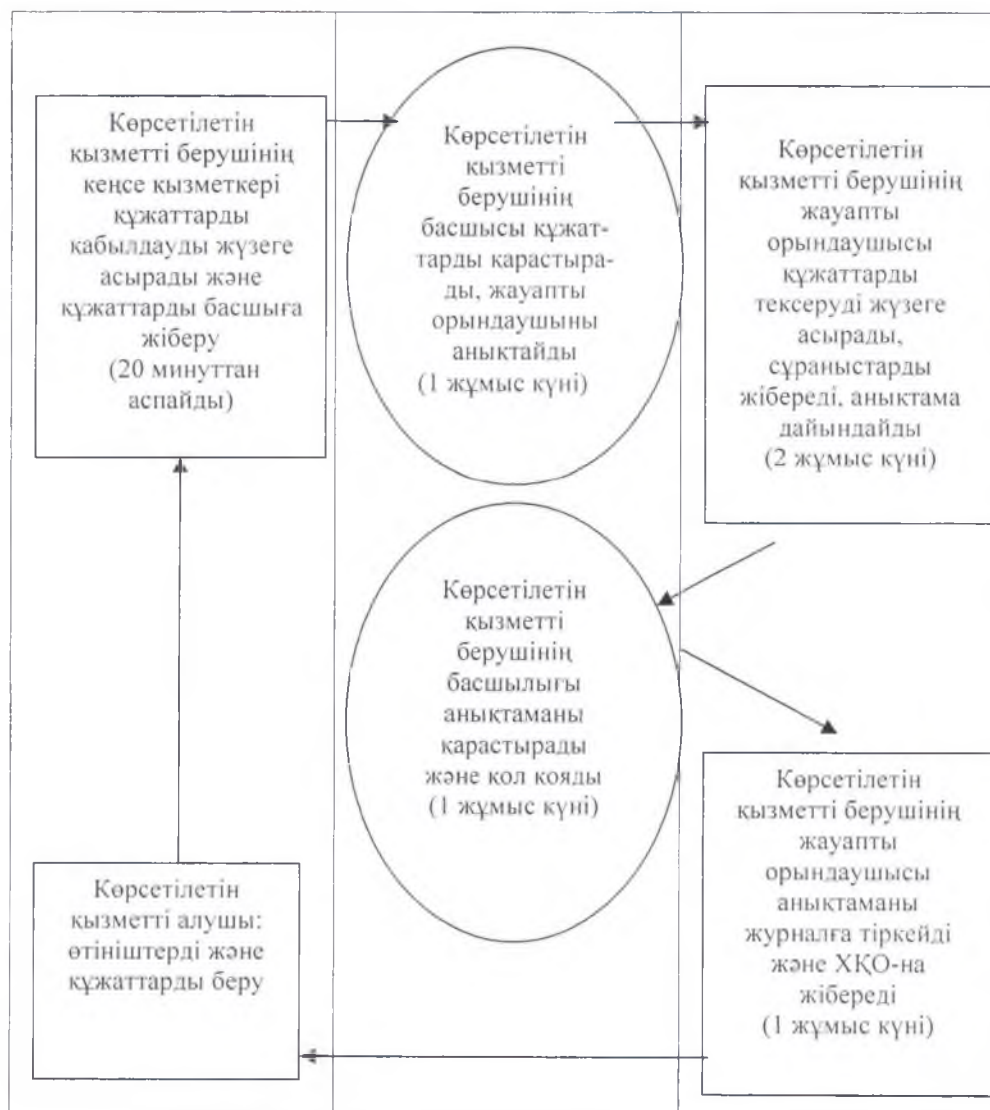 Көрсетілетін
қызметті берушінің
кеңсе қызметкері
құжаттарды
қабылдауды жүзеге
асырады және
құжаттарды басшыға
жіберу
(20 минуттан
аспайды)
Көрсетілетін
қызметті
берушінің
басшысы құжат-
тарды қарастыра-
ды, жауапты
орындаушыны
анықтайды
(1 жұмыс күні)
Көрсетілетін
қызметті берушінің
жауапты
орындаушысы
құжаттарды
тексеруді жүзеге
асырады,
сұраныстарды
жібереді, анықтама
дайындайды
(2 жұмыс күні)
Көрсетілетін
қызметті
берушінің
басшылығы
анықтаманы
қарастырады
және қол қояды
(1 жұмыс күні)
Көрсетілетін
қызметті берушінің
жауапты
орындаушысы
анықтаманы
журналға тіркейді
және ХҚО-на
жібереді
(1 жұмыс күні)
Көрсетілетін
қызметті алушы:
өтініштерді және
құжаттарды беру